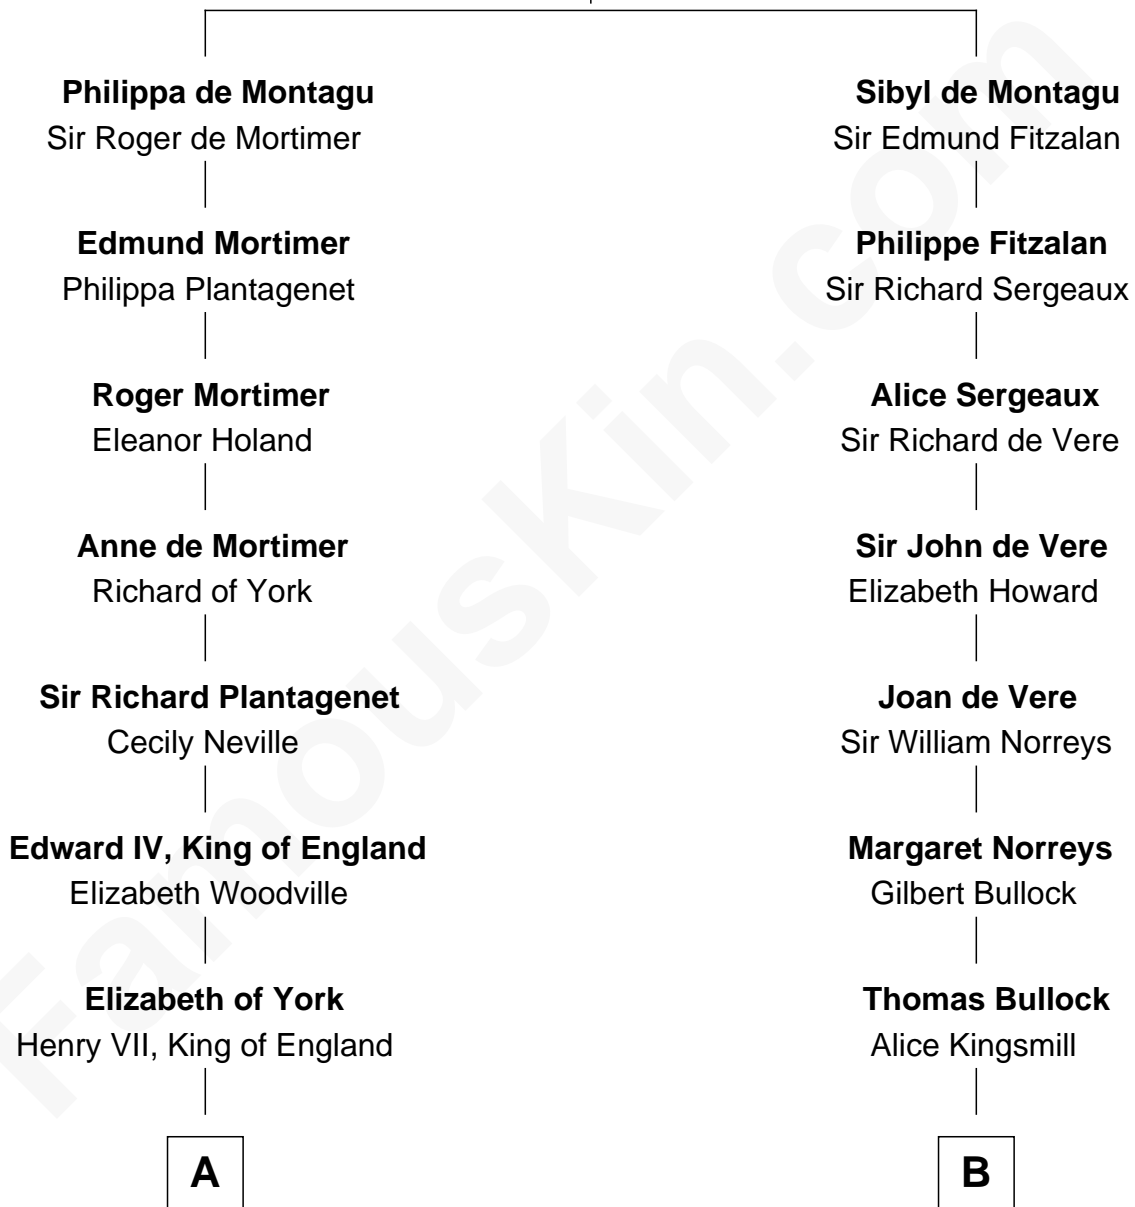 Philippa de Montagu
Sir Roger de Mortimer
Sibyl de Montagu
Sir Edmund Fitzalan
Edmund Mortimer
Philippa Plantagenet
Philippe Fitzalan
Sir Richard Sergeaux
Roger Mortimer
Eleanor Holand
Alice Sergeaux
Sir Richard de Vere
Anne de Mortimer
Richard of York
Sir John de Vere
Elizabeth Howard
Sir Richard Plantagenet
Cecily Neville
Joan de Vere
Sir William Norreys
Edward IV, King of England
Elizabeth Woodville
Margaret Norreys
Gilbert Bullock
Elizabeth of York
Henry VII, King of England
Thomas Bullock
Alice Kingsmill
A
B
FamousKin.com